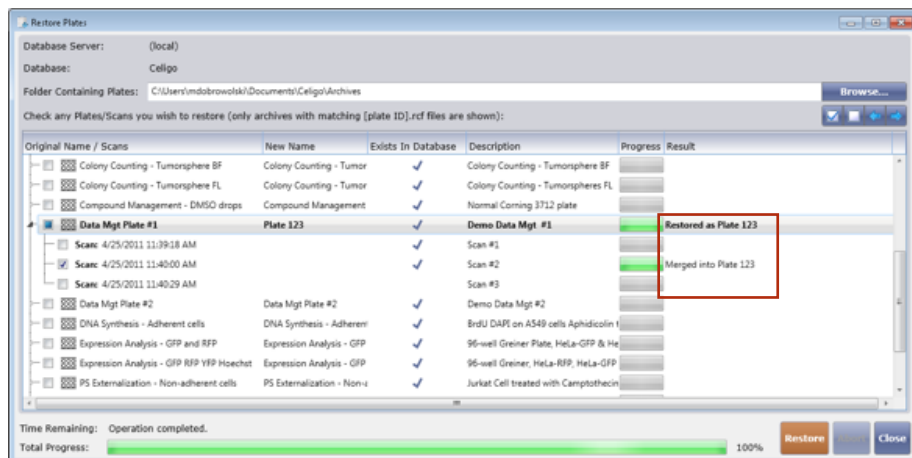 Restore Plates
Database Server: (local)
Database: Celigo
Folder Containing Plates: C:\Users\mdobrowolski\Documents\Celigo\Archives Browse...
Check any Plates/Scans you wish to restore (only archives with matching [plate ID].rcf files are shown):
Original Name / Scans New Name Exists In Database Description Progress Result
Colony Counting - Tumorsphere BF Colony Counting - Tumor Colony Counting - Tumorsphere BF
Colony Counting - Tumorsphere FL Colony Counting - Tumor Colony Counting - Tumorspheres FL
Compound Management - DMSO drops Compound Management Normal Corning 3712 plate
Data Mgt Plate #1 Plate 123 Demo Data Mgt #1 Restored as Plate 123
Scan: 4/25/2011 11:39:18 AM Scan #1
Scan: 4/25/2011 11:40:00 AM Scan #2 Merged into Plate 123
Scan: 4/25/2011 11:40:29 AM Scan #3
Data Mgt Plate #2 Data Mgt Plate #2 Demo Data Mgt #2
DNA Synthesis - Adherent cells DNA Synthesis - Adheren BrdU DAPI on A549 cells Aphidicolin t
Expression Analysis - GFP and RFP Expression Analysis - GFP 96-well Greiner Plate, HeLa-GFP & He
Expression Analysis - GFP RFP YFP Hoechst Expression Analysis - GFP 96-well Greiner, HeLa-RFP, HeLa-GFP
PS Externalization - Non-adherent cells PS Externalization - Non-a Jurkat Cell treated with Camptothecin
Time Remaining: Operation completed.
Total Progress: 100% Restore Close